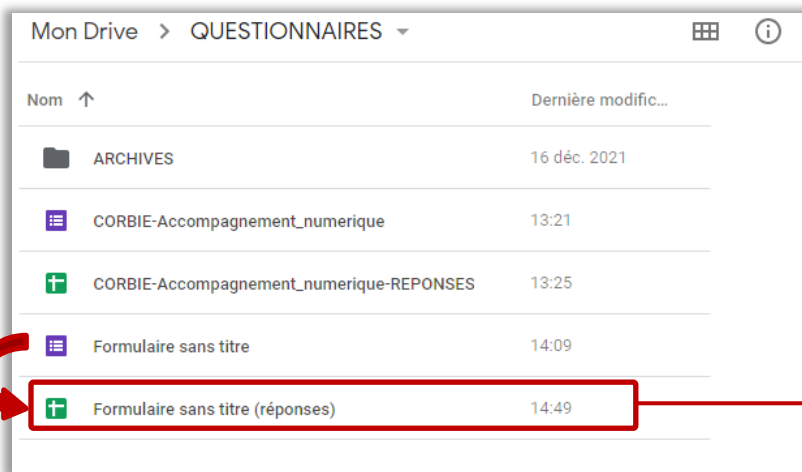 Mon Drive > QUESTIONNAIRES
Nom ↑ Dernière modific...
ARCHIVES 16 déc. 2021
CORBIE-Accompagnement_numerique 13:21
CORBIE-Accompagnement_numerique-REPONSES 13:25
Formulaire sans titre 14:09
Formulaire sans titre (réponses) 14:49